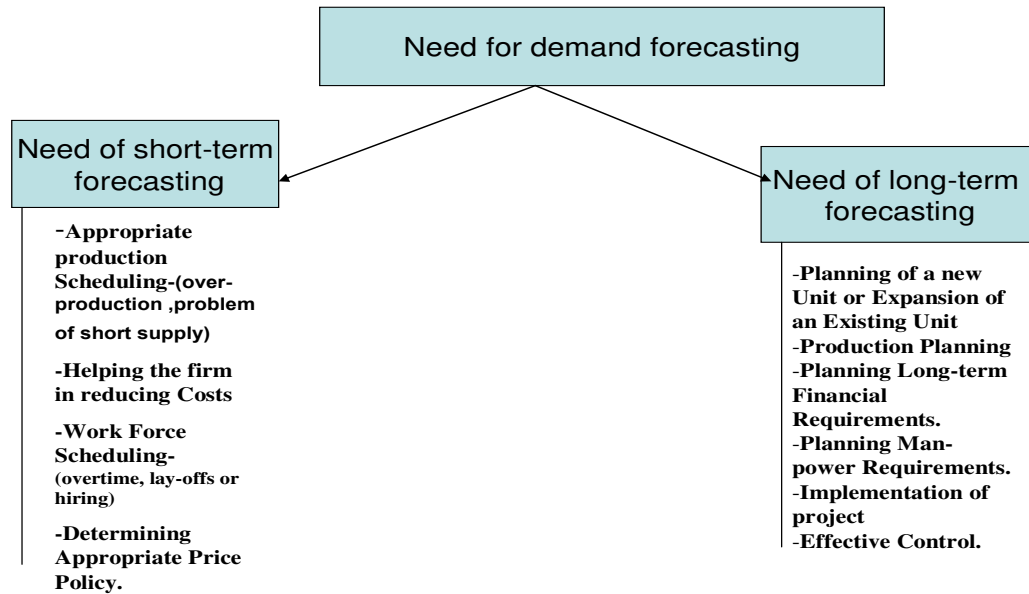 Need for demand forecasting
Need of short-term
forecasting
-Appropriate
production
Scheduling-(over-
production ,problem
of short supply)
-Helping the firm
in reducing Costs
-Work Force
Scheduling-
(overtime, lay-offs or
hiring)
-Determining
Appropriate Price
Policy.
Need of long-term
forecasting
-Planning of a new
Unit or Expansion of
an Existing Unit
-Production Planning
-Planning Long-term
Financial
Requirements.
-Planning Man-
power Requirements.
-Implementation of
project
-Effective Control.